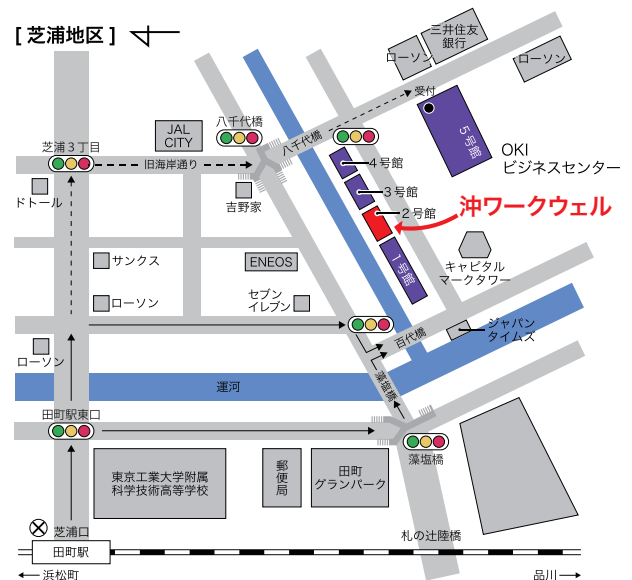 [ 芝浦地区 ]
三井住友
銀行
ローソン
ローソン
受付
八千代橋
JAL
CITY
芝浦3丁目
八千代橋
旧海岸通り
5号館
OKI
ビジネスセンター
4号館
3号館
2号館
沖ワークウェル
1号館
ドトール
吉野家
キャピタル
マークタワー
サンクス
ENEOS
ローソン
セブン
イレブン
ジャパン
タイムズ
百代橋
ローソン
藻塩橋
運河
田町駅東口
藻塩橋
東京工業大学附属
科学技術高等学校
郵便局
田町
グランパーク
芝浦口
札の辻陸橋
田町駅
浜松町
品川